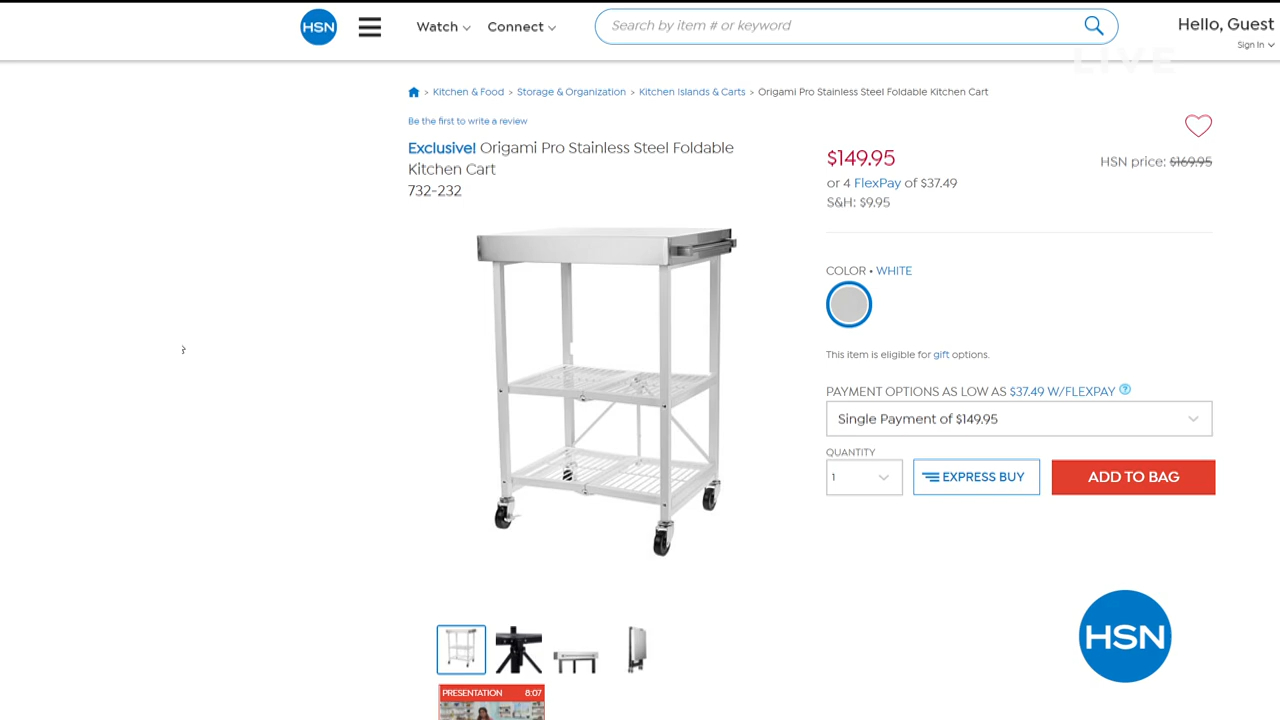 HSN
Watch
Connect
Search by item # or keyword
Hello, Guest
Sign In
LIVE
> Kitchen & Food > Storage & Organization > Kitchen Islands & Carts > Origami Pro Stainless Steel Foldable Kitchen Cart
Be the first to write a review
Exclusive! Origami Pro Stainless Steel Foldable
Kitchen Cart
732-232
$149.95
HSN price: $169.95
or 4 FlexPay of $37.49
S&H: $9.95
COLOR • WHITE
This item is eligible for gift options.
PAYMENT OPTIONS AS LOW AS $37.49 W/FLEXPAY ?
Single Payment of $149.95
QUANTITY
1
EXPRESS BUY
ADD TO BAG
HSN
PRESENTATION 8:07